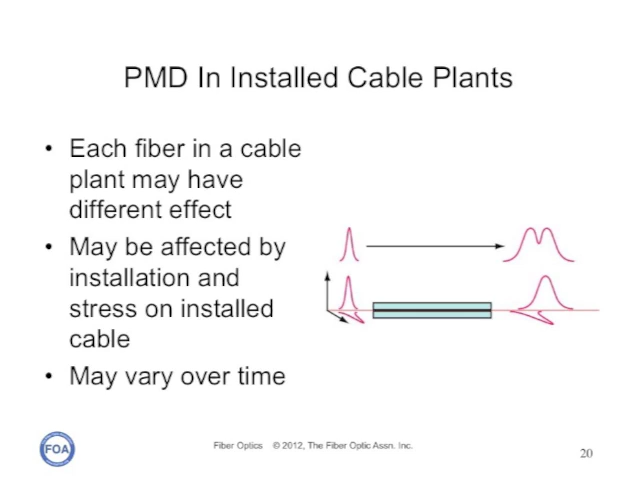 PMD In Installed Cable Plants
• Each fiber in a cable
plant may have
different effect
• May be affected by
installation and
stress on installed
cable
• May vary over time
FOA
Fiber Optics © 2012, The Fiber Optic Assn. Inc.
20